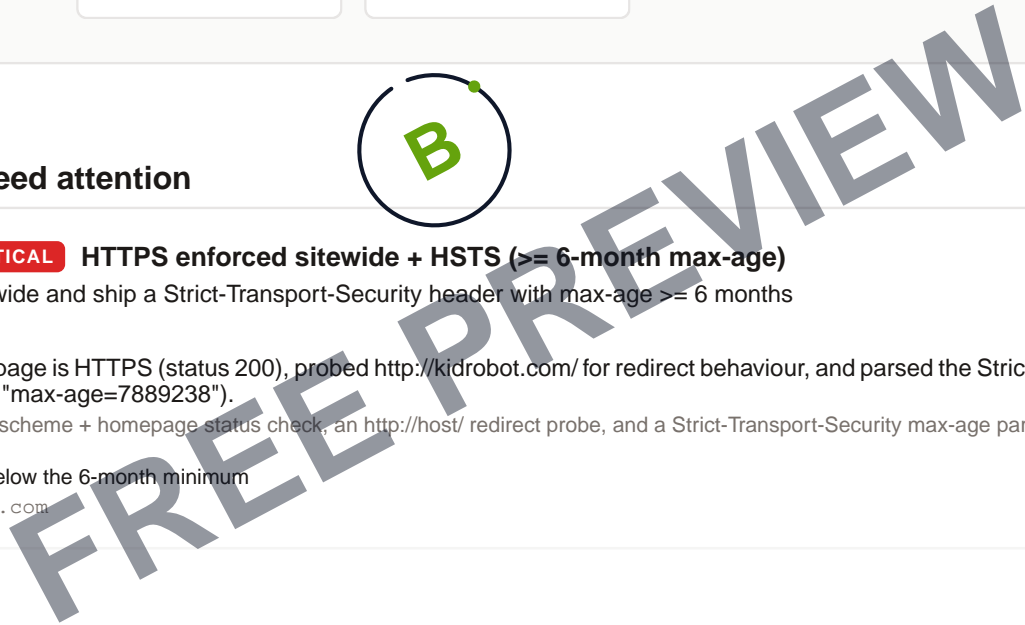 B
eed attention
TICAL HTTPS enforced sitewide + HSTS (>= 6-month max-age)
wide and ship a Strict-Transport-Security header with max-age >= 6 months
page is HTTPS (status 200), probed http://kidrobot.com/ for redirect behaviour, and parsed the Stric
"max-age=7889238").
scheme + homepage status check, an http://host/ redirect probe, and a Strict-Transport-Security max-age par
elow the 6-month minimum
.com
FREE PREVIEW